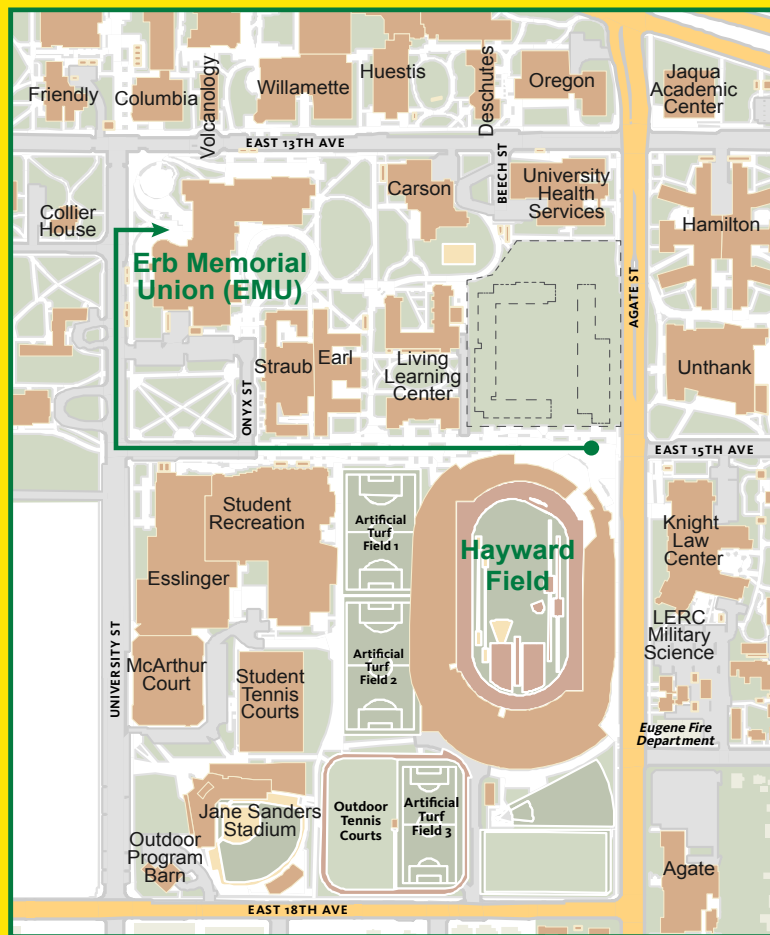 Friendly
Columbia
Volcanology
Willamette
Huestis
Deschutes
Oregon
Jaqua
Academic
Center
EAST 13TH AVE
Collier
House
Carson
BEECH ST
University
Health
Services
Hamilton
Erb Memorial
Union (EMU)
AGATE ST
Straub
Earl
Living
Learning
Center
Unthank
ONYX ST
EAST 15TH AVE
Student
Recreation
Esslinger
Artificial
Turf
Field 1
Hayward
Field
Knight
Law
Center
LERC
Military
Science
UNIVERSITY ST
McArthur
Court
Student
Tennis
Courts
Artificial
Turf
Field 2
Eugene Fire
Department
Jane Sanders
Stadium
Outdoor
Tennis
Courts
Artificial
Turf
Field 3
Outdoor
Program
Barn
Agate
EAST 18TH AVE